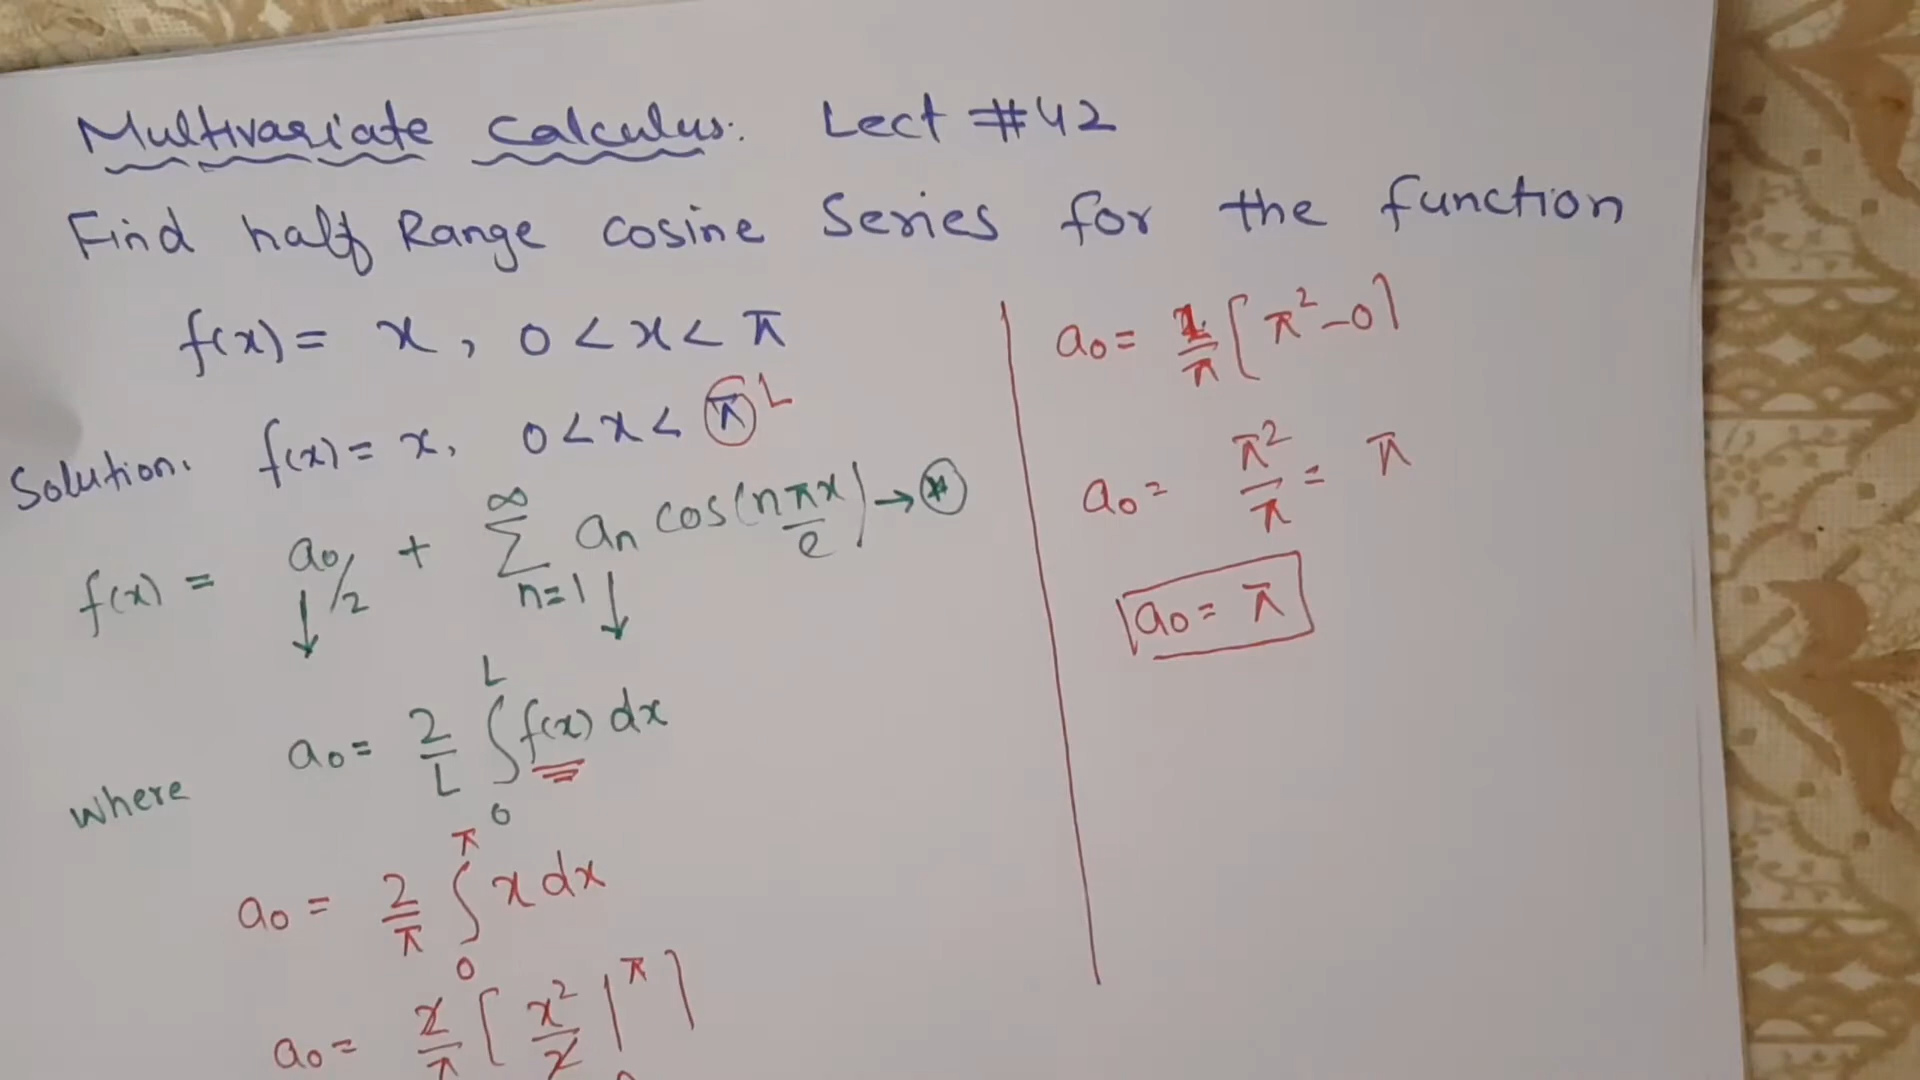 Multivariate Calculus: Lect #42
Find half Range cosine Series for the function
f(x) = x, 0 < x < π
Solution. f(x) = x, 0 < x < π L
f(x) = a0/2 + ∞ Σ n=1 an cos(nπx/e) → *
where a0 = 2/L ∫ L 0 f(x) dx
a0 = 2/π ∫ π 0 x dx
a0 = 2/π [ x²/2 | π ]
a0 = 1/π [ π² - 0 ]
a0 = π²/π = π
a0 = π